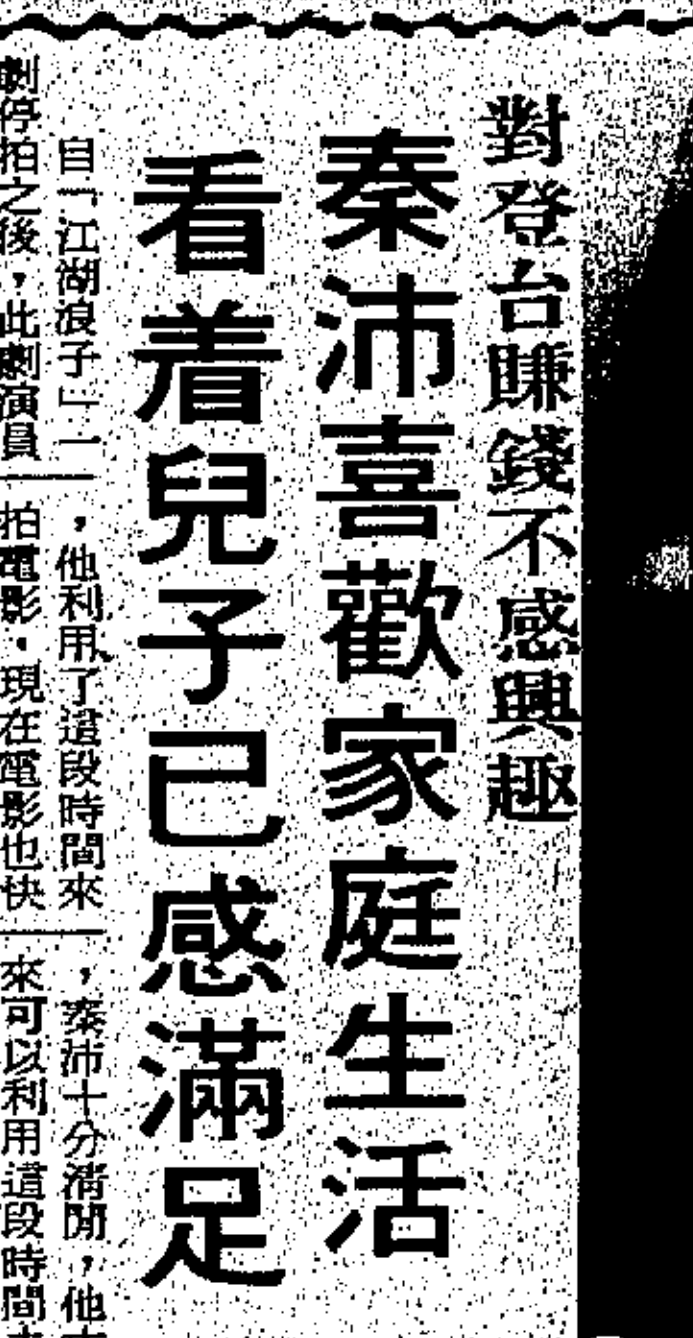 對登台賺錢不感興趣
秦沛喜歡家庭生活
看着兒子已感滿足
自「江湖浪子」一
劇停拍之後，此劇演員
，他利用了這段時間來
拍電影，現在電影也快
，秦沛十分清閒，他
來可以利用這段時間